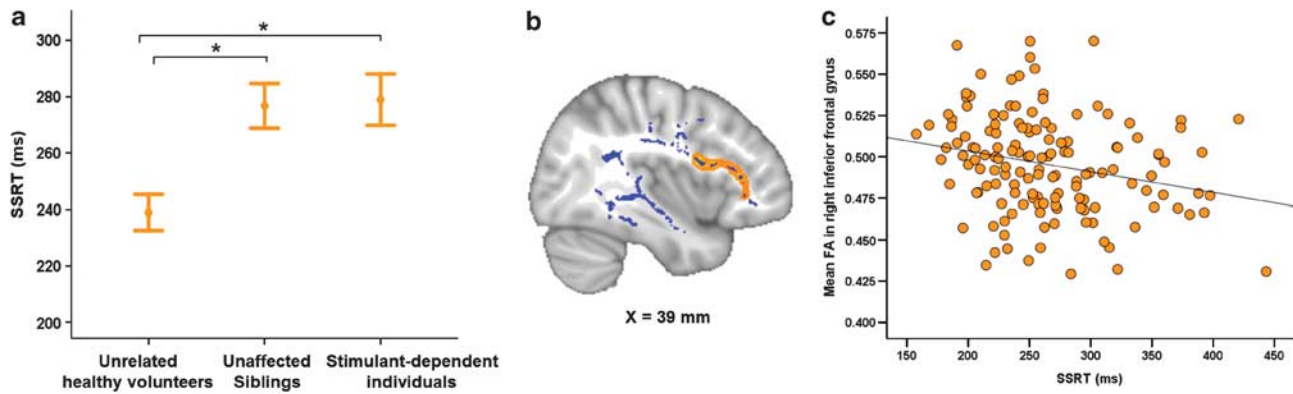 a
SSRT (ms)
300
280
260
240
220
200
*
*
Unrelated
healthy volunteers
Unaffected
Siblings
Stimulant-dependent
individuals
b
X = 39 mm
c
Mean FA in right inferior frontal gyrus
0.575
0.550
0.525
0.500
0.475
0.450
0.425
0.400
150 200 250 300 350 400 450
SSRT (ms)